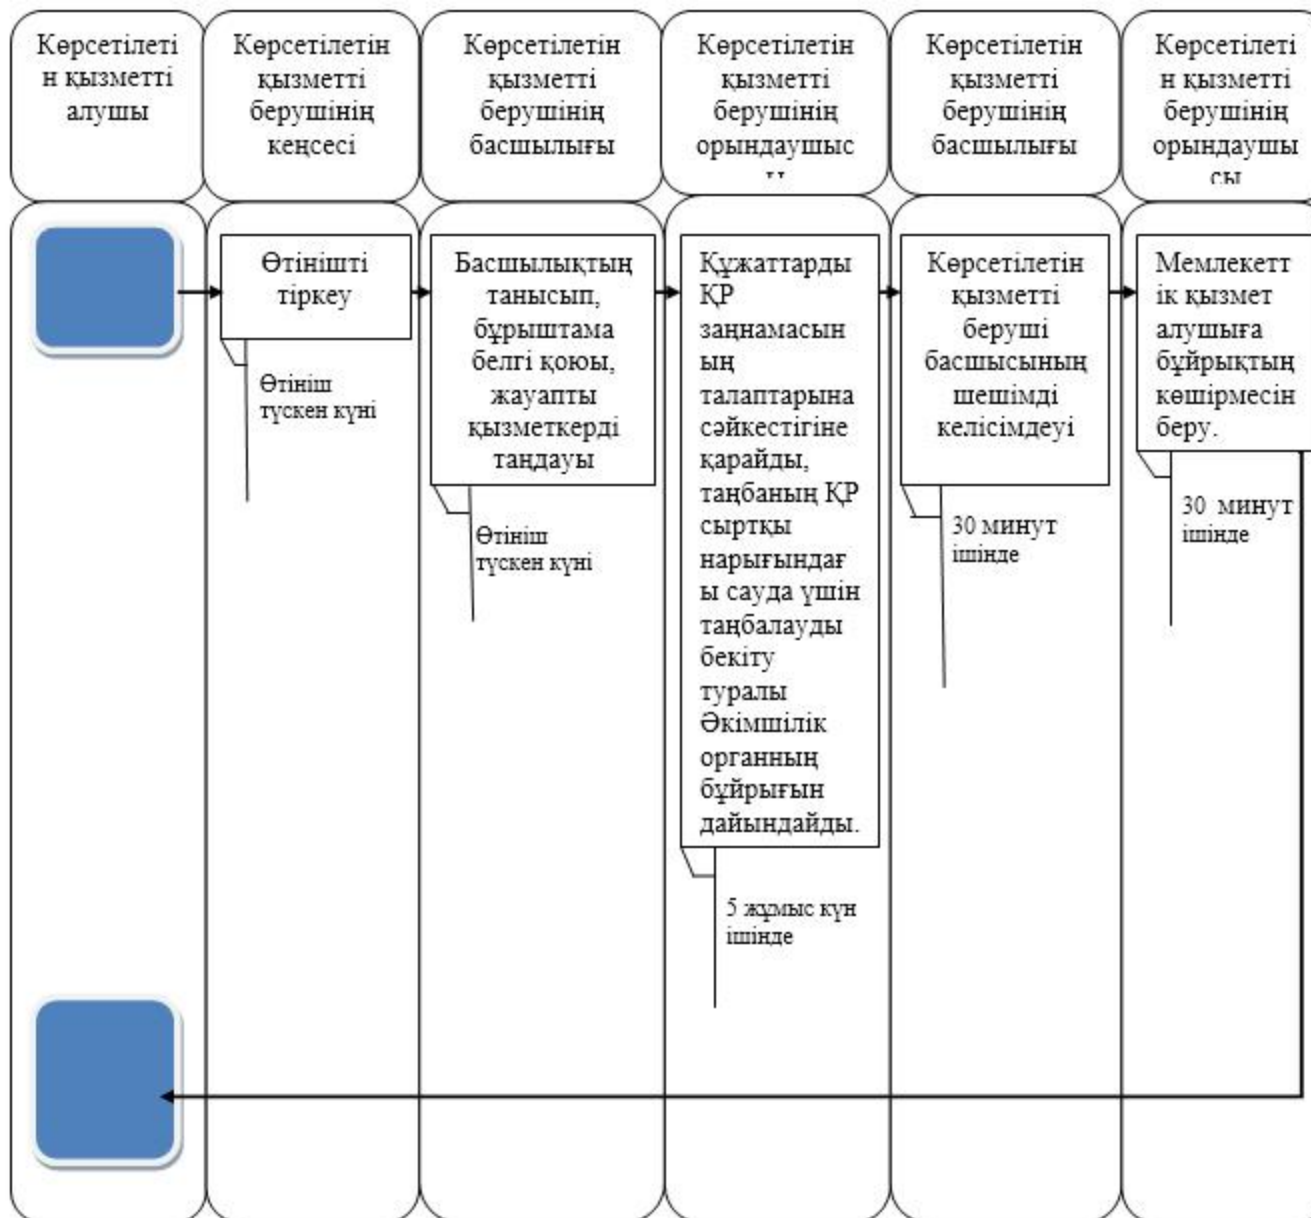 Көрсетілеті
н қызметті
алушы
Көрсетілетін
қызметті
берушінің
кеңсесі
Көрсетілетін
қызметті
берушінің
басшылығы
Көрсетілетін
қызметті
берушінің
орындаушыс
Көрсетілетін
қызметті
берушінің
басшылығы
Көрсетілеті
н қызметті
берушінің
орындаушы
сы
Өтінішті
тіркеу
Өтініш
түскен күні
Басшылықтың
танысып,
бұрыштама
белгі қоюы,
жауапты
қызметкерді
таңдауы
Өтініш
түскен күні
Құжаттарды
ҚР
заңнамасын
ың
талаптарына
сәйкестігіне
қарайды,
таңбаның ҚР
сыртқы
нарығындағ
ы сауда үшін
таңбалауды
бекіту
туралы
Әкімшілік
органның
бұйрығын
дайындайды.
5 жұмыс күн
ішінде
Көрсетілетін
қызметті
беруші
басшысының
шешімді
келісімдеуі
30 минут
ішінде
Мемлекетт
ік қызмет
алушыға
бұйрықтың
көшірмесін
беру.
30 минут
ішінде